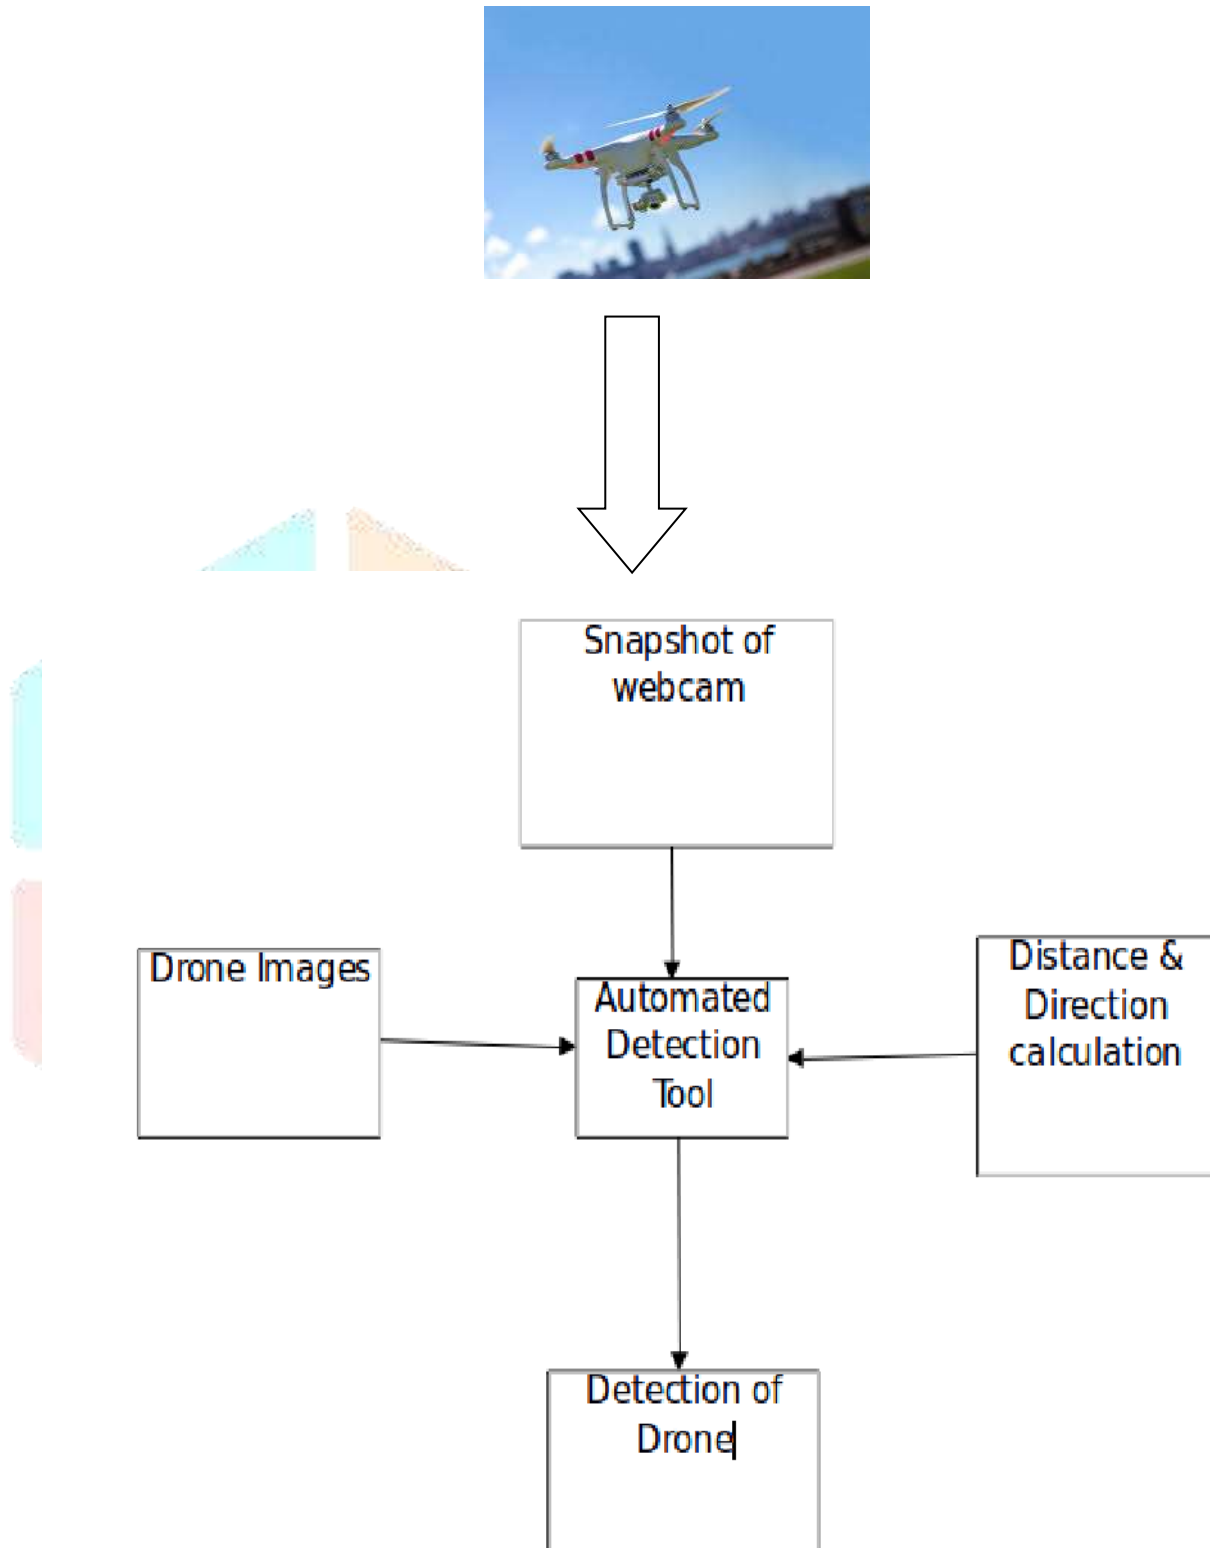 Snapshot of
webcam
Drone Images
Automated
Detection
Tool
Distance &
Direction
calculation
Detection of
Drone